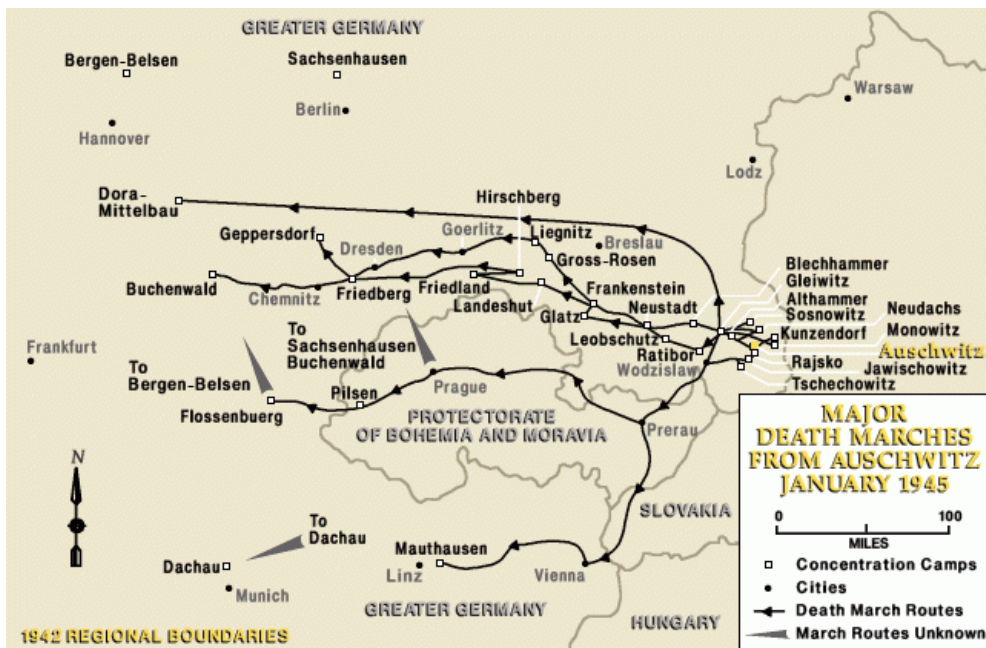 GREATER GERMANY
Bergen-Belsen
Sachsenhausen
Berlin
Hannover
Warsaw
Lodz
Dora-
Mittelbau
Hirschberg
Geppersdorf
Dresden
Goerlitz
Liegnitz
Breslau
Gross-Rosen
Buchenwald
Chemnitz
Friedberg
Friedland
Landeshut
Frankenstein
Glatz
Neustadt
Leobschutz
Ratibor
Wodzislaw
Blechhammer
Gleiwitz
Althammer
Sosnowitz
Neudachs
Kunzendorf
Monowitz
Auschwitz
Rajsko
Jawischowitz
Tschechowitz
Frankfurt
To
Sachsenhausen
Buchenwald
To
Bergen-Belsen
Flossenbuerg
Pilsen
Prague
PROTECTORATE
OF BOHEMIA AND MORAVIA
Prerau
SLOVAKIA
N
To
Dachau
Dachau
Munich
Mauthausen
Linz
Vienna
GREATER GERMANY
HUNGARY
1942 REGIONAL BOUNDARIES
MAJOR
DEATH MARCHES
FROM AUSCHWITZ
JANUARY 1945
0 100
MILES
Concentration Camps
Cities
Death March Routes
March Routes Unknown